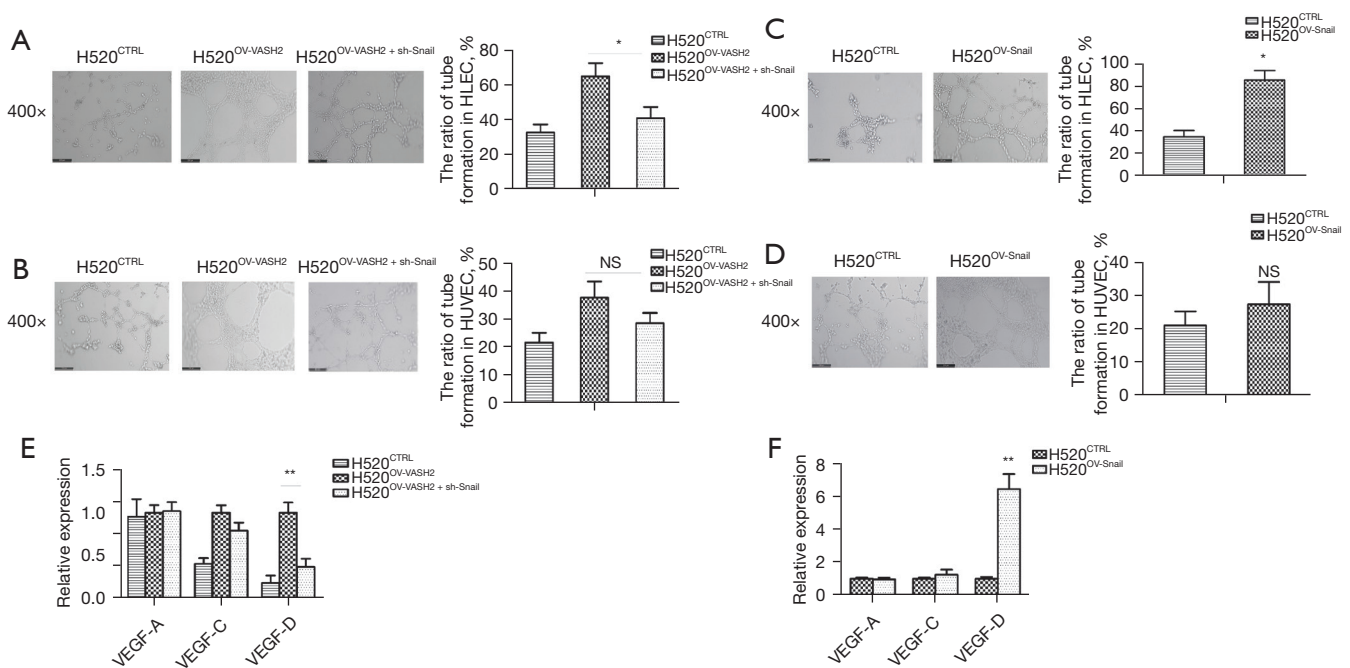 A
H520CTRL
H520OV-VASH2
H520OV-VASH2 + sh-Snail
400×
The ratio of tube
formation in HLEC, %
80
60
40
20
0
*
H520CTRL
H520OV-VASH2
H520OV-VASH2 + sh-Snail
C
H520CTRL
H520OV-Snail
400×
The ratio of tube
formation in HLEC, %
100
80
60
40
20
0
*
H520CTRL
H520OV-Snail
B
H520CTRL
H520OV-VASH2
H520OV-VASH2 + sh-Snail
400×
The ratio of tube
formation in HUVEC, %
50
40
30
20
10
0
NS
H520CTRL
H520OV-VASH2
H520OV-VASH2 + sh-Snail
D
H520CTRL
H520OV-Snail
400×
The ratio of tube
formation in HUVEC, %
40
30
20
10
0
NS
H520CTRL
H520OV-Snail
E
Relative expression
1.5
1.0
0.5
0.0
**
VEGF-A
VEGF-C
VEGF-D
H520CTRL
H520OV-VASH2
H520OV-VASH2 + sh-Snail
F
Relative expression
8
6
4
2
0
**
VEGF-A
VEGF-C
VEGF-D
H520CTRL
H520OV-Snail